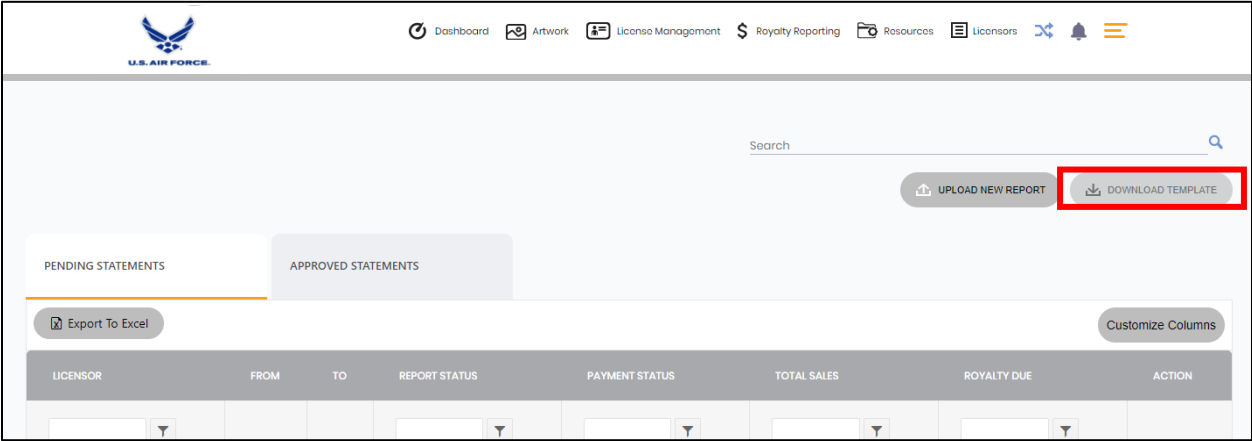 U.S. AIR FORCE.
Dashboard Artwork License Management Royalty Reporting Resources Licensors
Search
UPLOAD NEW REPORT DOWNLOAD TEMPLATE
PENDING STATEMENTS APPROVED STATEMENTS
Export To Excel Customize Columns
LICENSOR FROM TO REPORT STATUS PAYMENT STATUS TOTAL SALES ROYALTY DUE ACTION